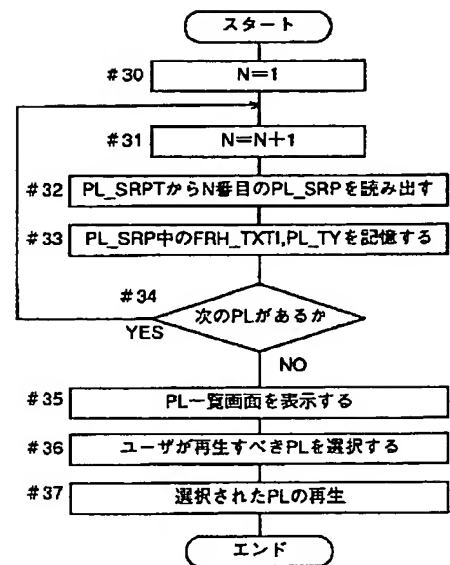 スタート
#30 N=1
#31 N=N+1
#32 PL_SRPTからN番目のPL_SRPを読み出す
#33 PL_SRP中のFRH_TXTI,PL_TYを記憶する
#34
次のPLがあるか
YES
NO
#35 PL一覧画面を表示する
#36 ユーザが再生すべきPLを選択する
#37 選択されたPLの再生
エンド